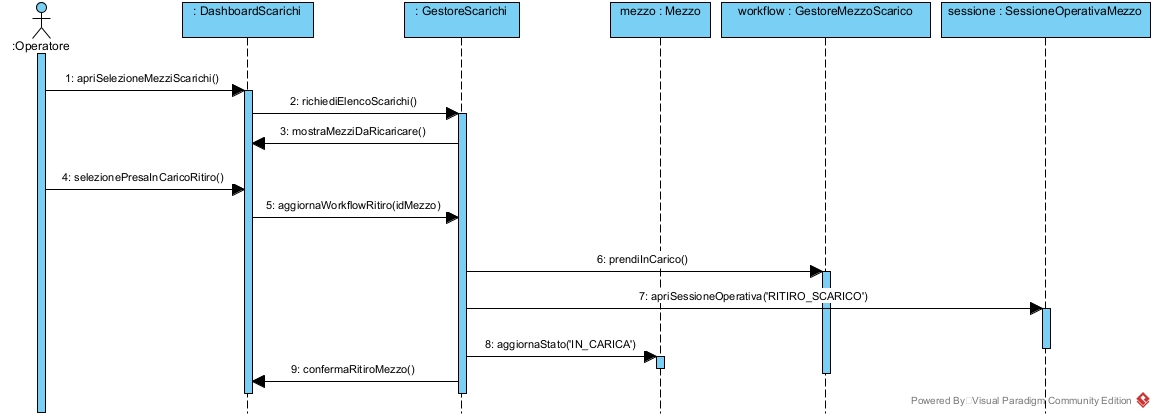 : DashboardScarichi
: GestoreScarichi
mezzo : Mezzo
workflow : GestoreMezzoScarico
sessione : SessioneOperativaMezzo
:Operatore
1: apriSelezioneMezziScarichi()
2: richiediElencoScarichi()
3: mostraMezziDaRicaricare()
4: selezionePresaInCaricoRitiro()
5: aggiornaWorkflowRitiro(idMezzo)
6: prendiInCarico()
7: apriSessioneOperativa('RITIRO_SCARICO')
8: aggiornaStato('IN_CARICA')
9: confermaRitiroMezzo()
Powered By Visual Paradigm Community Edition